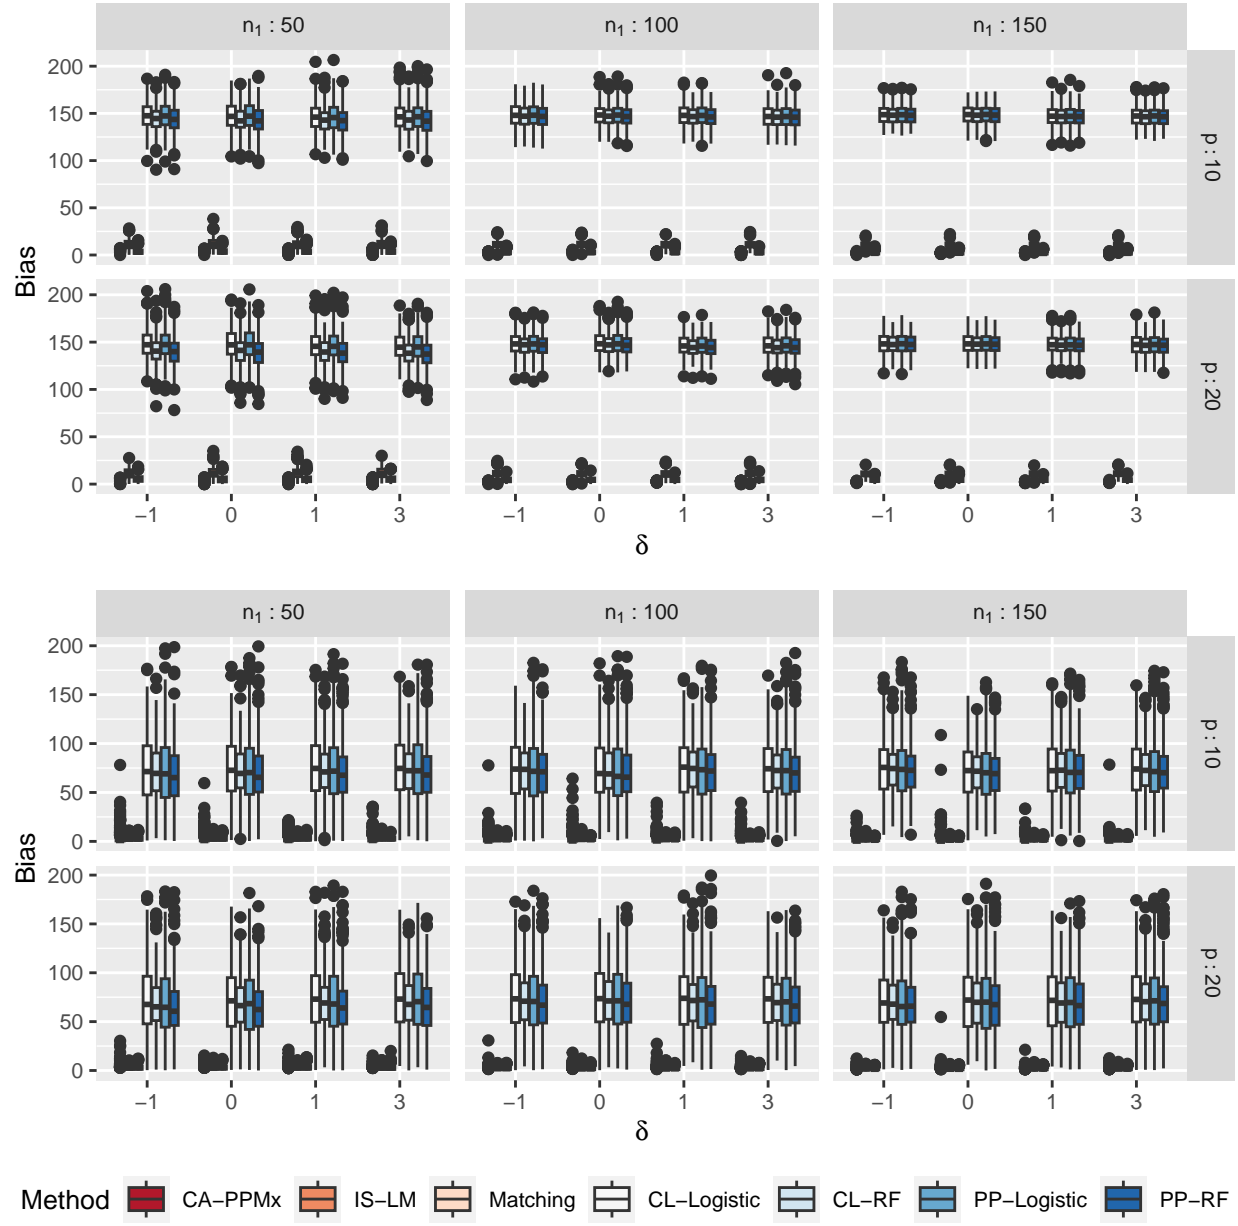 n₁ : 50 n₁ : 100 n₁ : 150
200
150
100
50
0
p : 10
200
150
100
50
0
p : 20
Bias
−1 0 1 3 −1 0 1 3 −1 0 1 3
δ
n₁ : 50 n₁ : 100 n₁ : 150
200
150
100
50
0
p : 10
200
150
100
50
0
p : 20
Bias
−1 0 1 3 −1 0 1 3 −1 0 1 3
δ
Method CA−PPMx IS−LM Matching CL−Logistic CL−RF PP−Logistic PP−RF